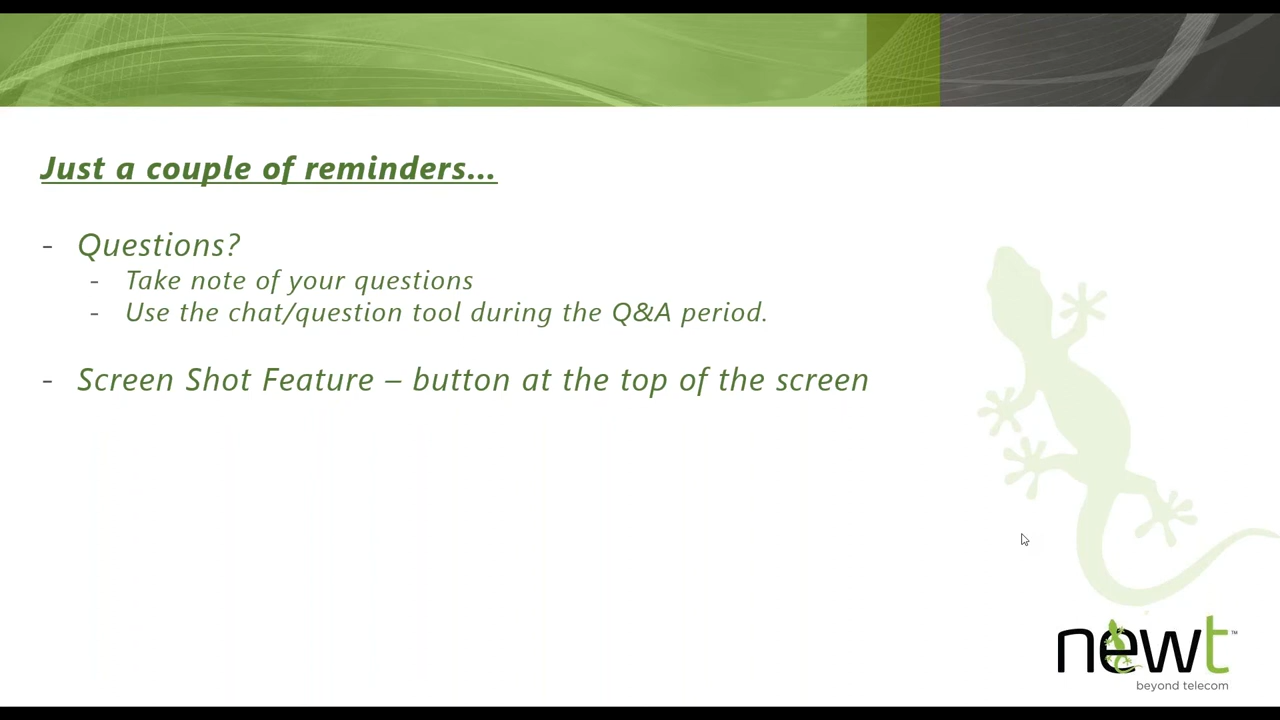 Just a couple of reminders...
- Questions?
- Take note of your questions
- Use the chat/question tool during the Q&A period.
- Screen Shot Feature – button at the top of the screen
newt™
beyond telecom